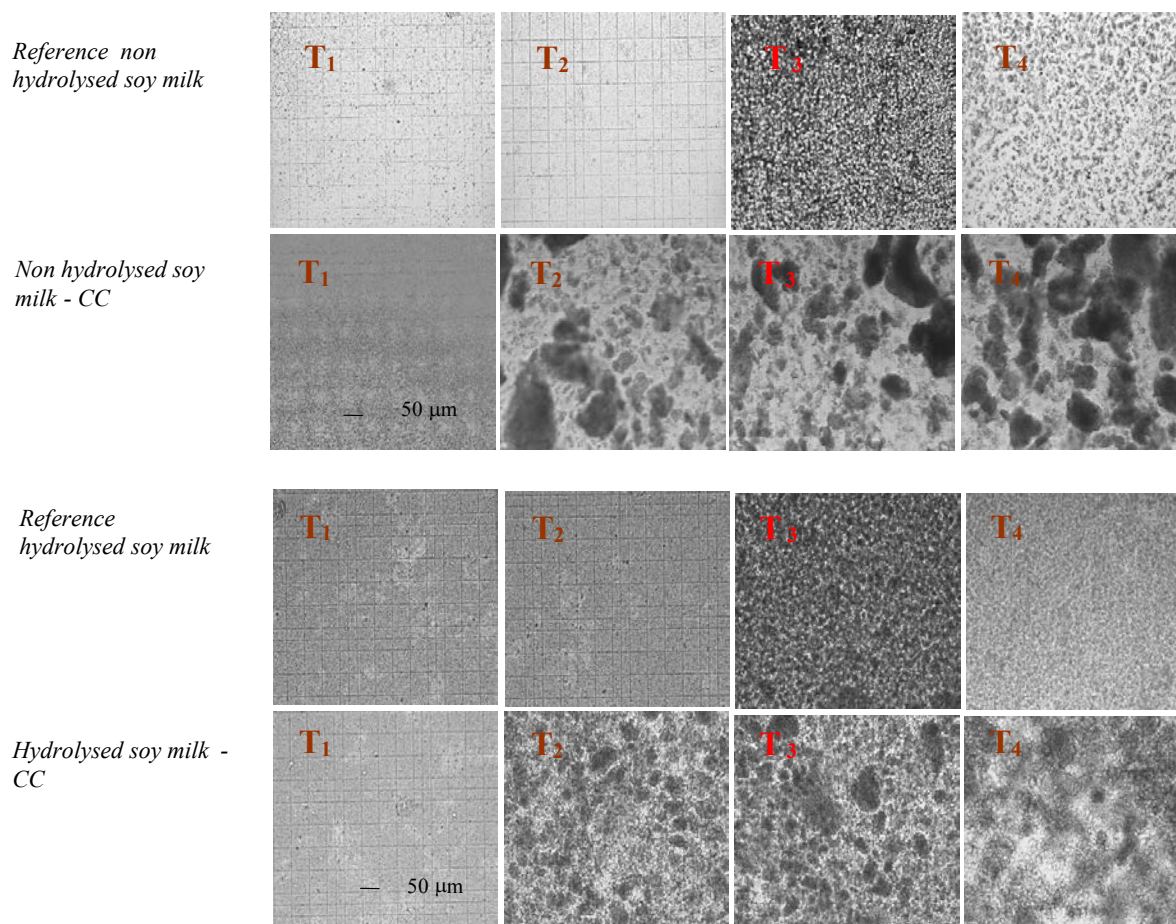 Reference non
hydrolysed soy milk
T1
T2
T3
T4
Non hydrolysed soy
milk - CC
T1
T2
T3
T4
50 μm
Reference
hydrolysed soy milk
T1
T2
T3
T4
Hydrolysed soy milk -
CC
T1
T2
T3
T4
50 μm